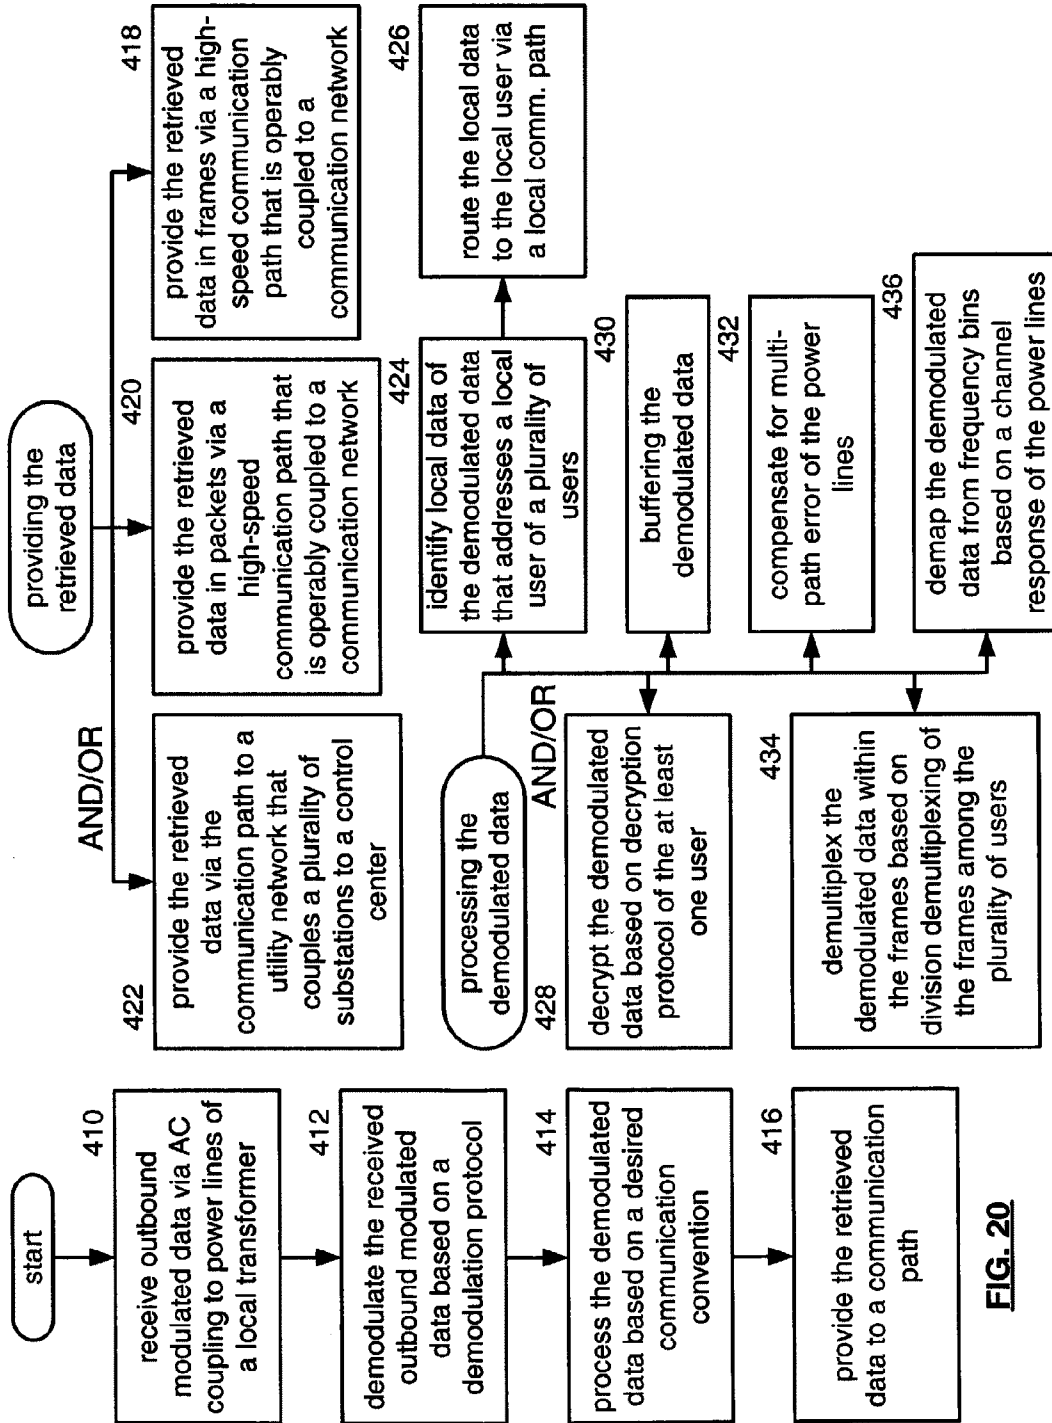 start
410
receive outbound
modulated data via AC
coupling to power lines of
a local transformer
412
demodulate the received
outbound modulated
data based on a
demodulation protocol
414
process the demodulated
data based on a desired
communication
convention
416
provide the retrieved
data to a communication
path
FIG. 20
providing the
retrieved data
AND/OR
422
provide the retrieved
data via the
communication path to a
utility network that
couples a plurality of
substations to a control
center
420
provide the retrieved
data in packets via a
high-speed
communication path that
is operably coupled to a
communication network
418
provide the retrieved
data in frames via a high-
speed communication
path that is operably
coupled to a
communication network
processing the
demodulated data
AND/OR
424
identify local data of
the demodulated data
that addresses a local
user of a plurality of
users
426
route the local data
to the local user via
a local comm. path
428
decrypt the demodulated
data based on decryption
protocol of the at least
one user
430
buffering the
demodulated data
432
compensate for multi-
path error of the power
lines
434
demultiplex the
demodulated data within
the frames based on
division demultiplexing of
the frames among the
plurality of users
436
demap the demodulated
data from frequency bins
based on a channel
response of the power lines